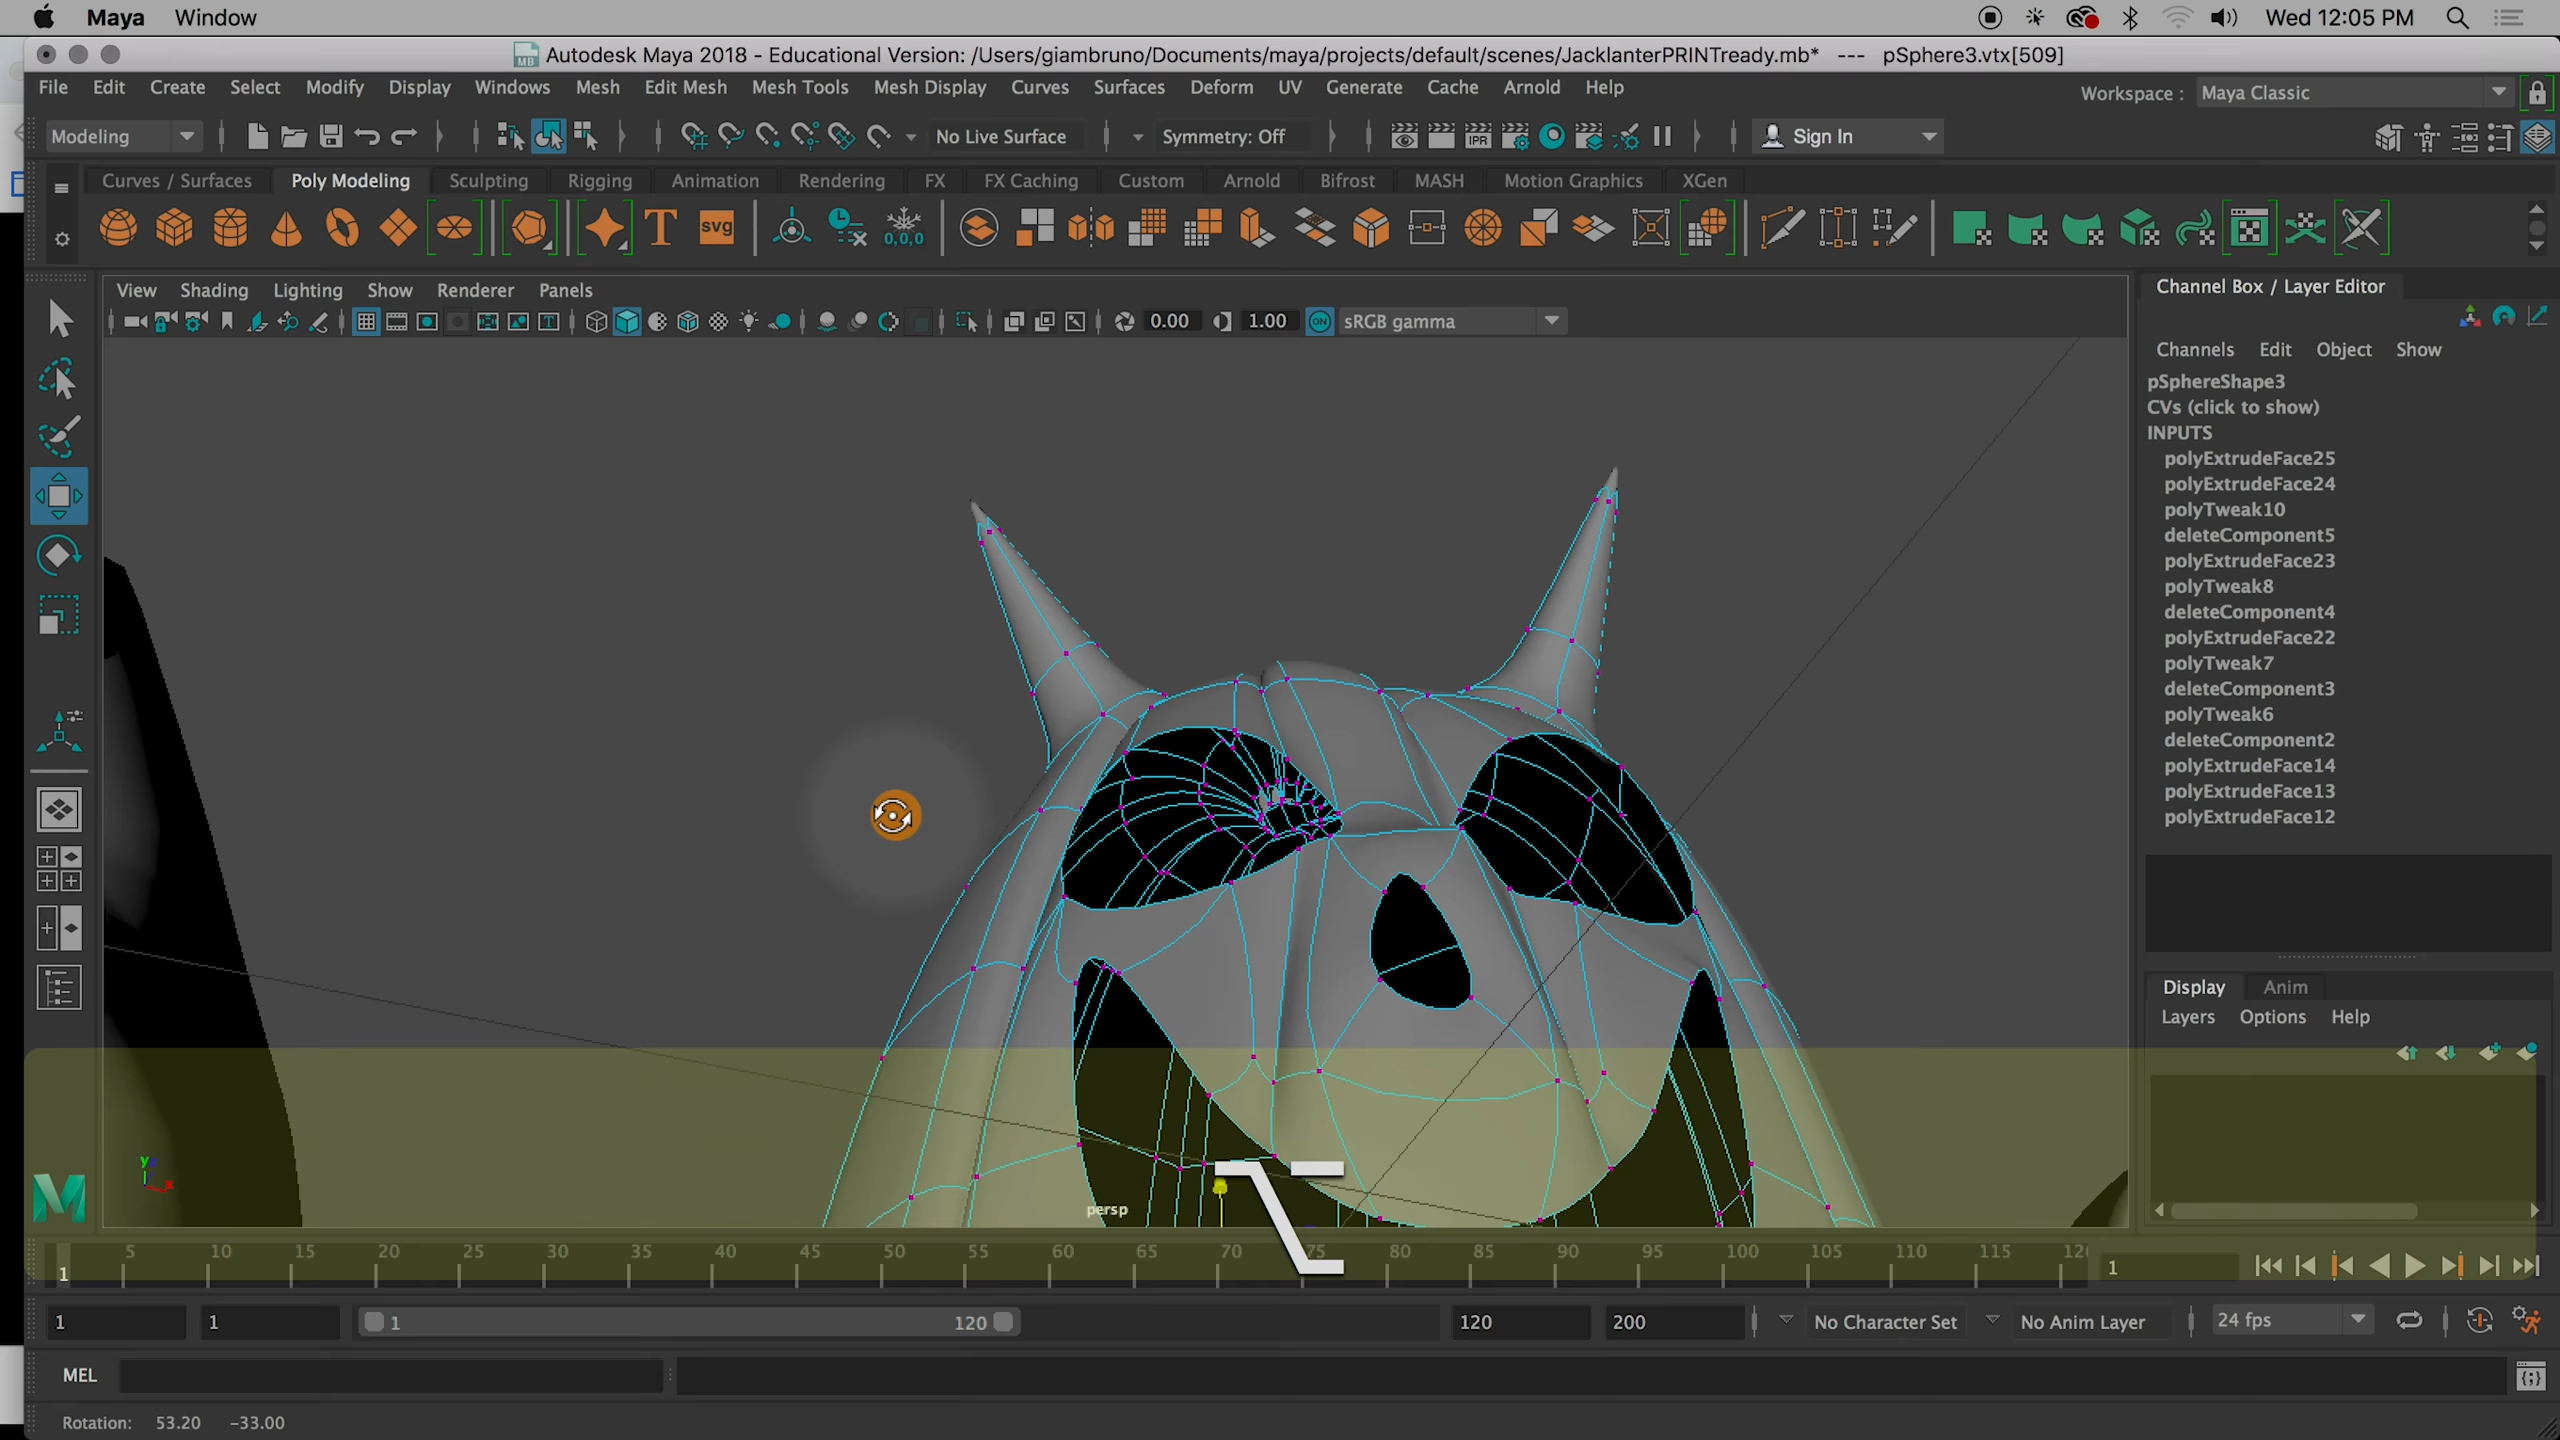 Maya Window Wed 12:05 PM
Autodesk Maya 2018 - Educational Version: /Users/giambruno/Documents/maya/projects/default/scenes/JacklanterPRINTready.mb* --- pSphere3.vtx[509]
File Edit Create Select Modify Display Windows Mesh Edit Mesh Mesh Tools Mesh Display Curves Surfaces Deform UV Generate Cache Arnold Help Workspace : Maya Classic
Modeling No Live Surface Symmetry: Off IPR Sign In
Curves / Surfaces Poly Modeling Sculpting Rigging Animation Rendering FX FX Caching Custom Arnold Bifrost MASH Motion Graphics XGen
T svg 0,0,0
View Shading Lighting Show Renderer Panels
0.00 1.00 ON sRGB gamma
Channel Box / Layer Editor
Channels Edit Object Show
pSphereShape3
CVs (click to show)
INPUTS
polyExtrudeFace25
polyExtrudeFace24
polyTweak10
deleteComponent5
polyExtrudeFace23
polyTweak8
deleteComponent4
polyExtrudeFace22
polyTweak7
deleteComponent3
polyTweak6
deleteComponent2
polyExtrudeFace14
polyExtrudeFace13
polyExtrudeFace12
Display Anim
Layers Options Help
y x
persp
M
5 10 15 20 25 30 35 40 45 50 55 60 65 70 75 80 85 90 95 100 105 110 115 12
1 1
1 1 1 120 120 200 No Character Set No Anim Layer 24 fps
MEL
Rotation: 53.20 -33.00